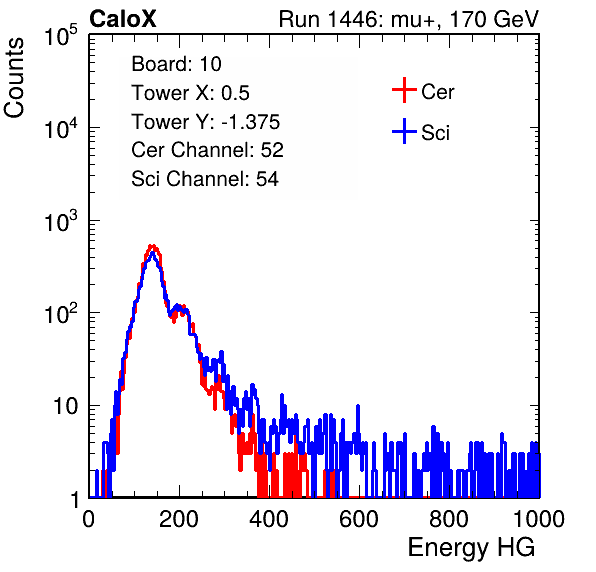 CaloX Run 1446: mu+, 170 GeV
Counts
Board: 10
Tower X: 0.5
Tower Y: -1.375
Cer Channel: 52
Sci Channel: 54
Cer
Sci
10^5
10^4
10^3
10^2
10
1
0 200 400 600 800 1000
Energy HG